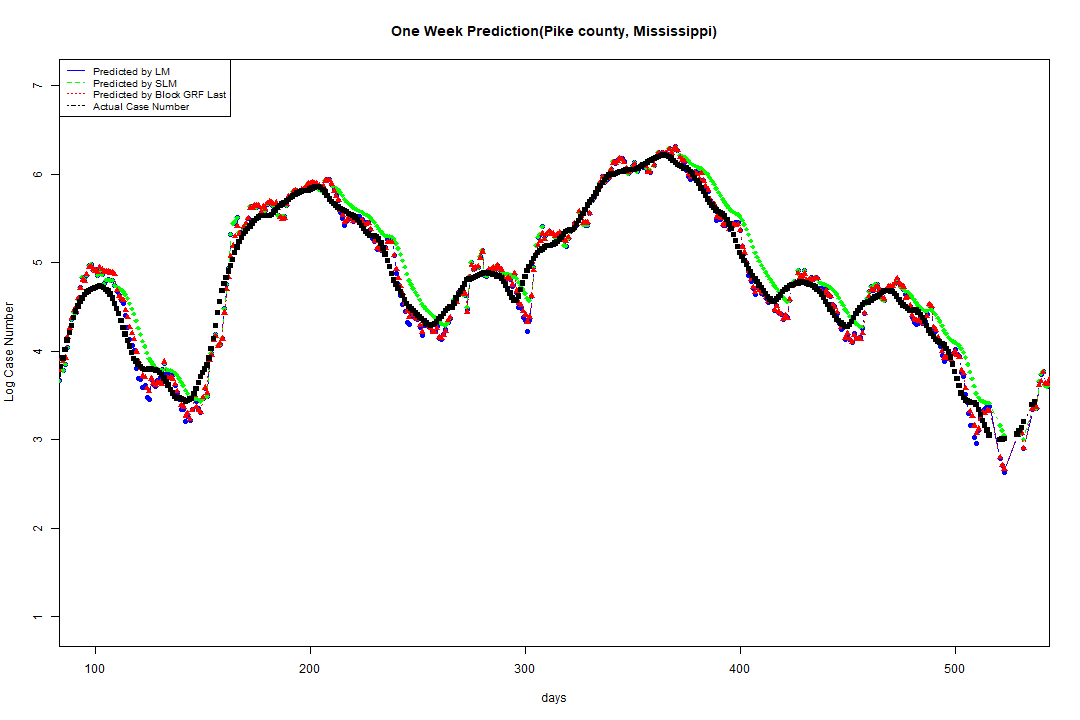 One Week Prediction(Pike county, Mississippi)
Predicted by LM
Predicted by SLM
Predicted by Block GRF Last
Actual Case Number
7
6
5
4
3
2
1
Log Case Number
100 200 300 400 500
days